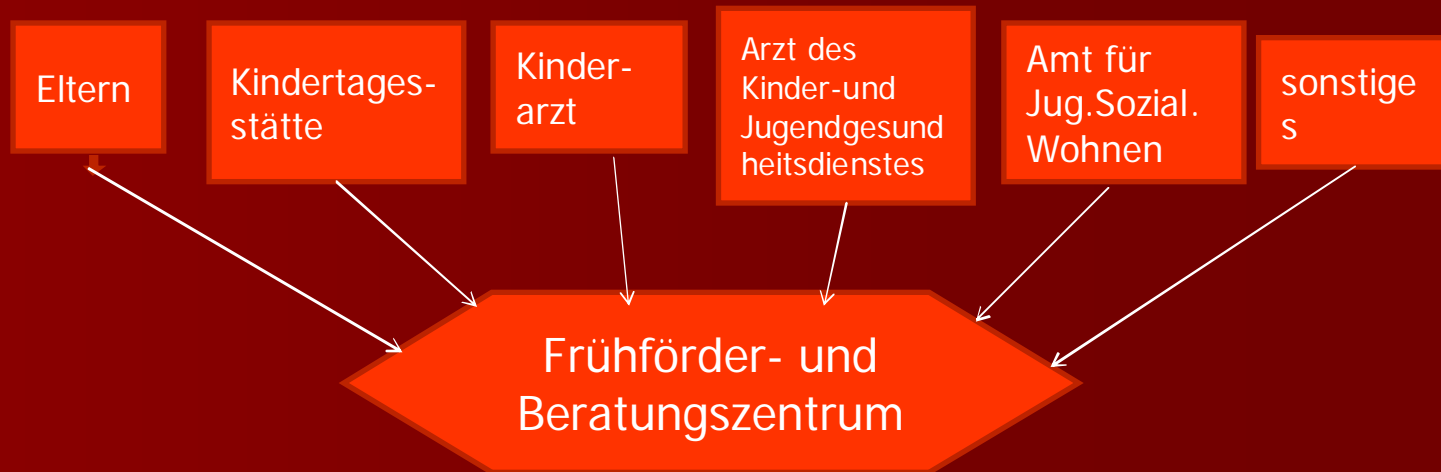 Eltern
Kindertages-
stätte
Kinder-
arzt
Arzt des
Kinder-und
Jugendgesund
heitsdienstes
Amt für
Jug.Sozial.
Wohnen
sonstige
s
Frühförder- und
Beratungszentrum